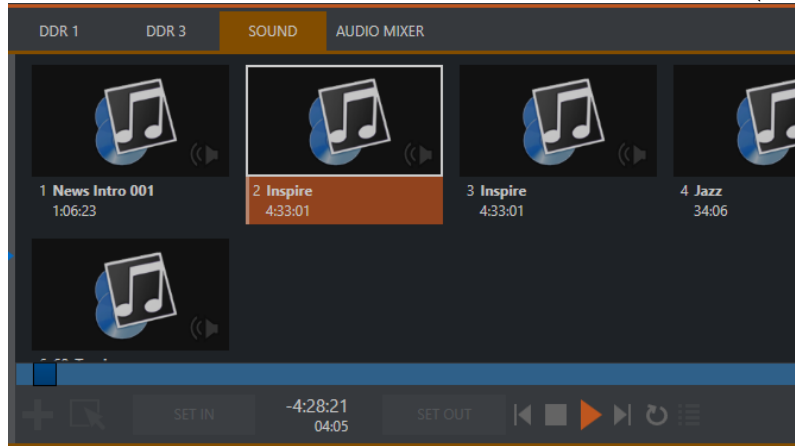 DDR 1 DDR 3 SOUND AUDIO MIXER
1 News Intro 001 2 Inspire 3 Inspire 4 Jazz
1:06:23 4:33:01 4:33:01 34:06
SET IN -4:28:21 SET OUT
04:05